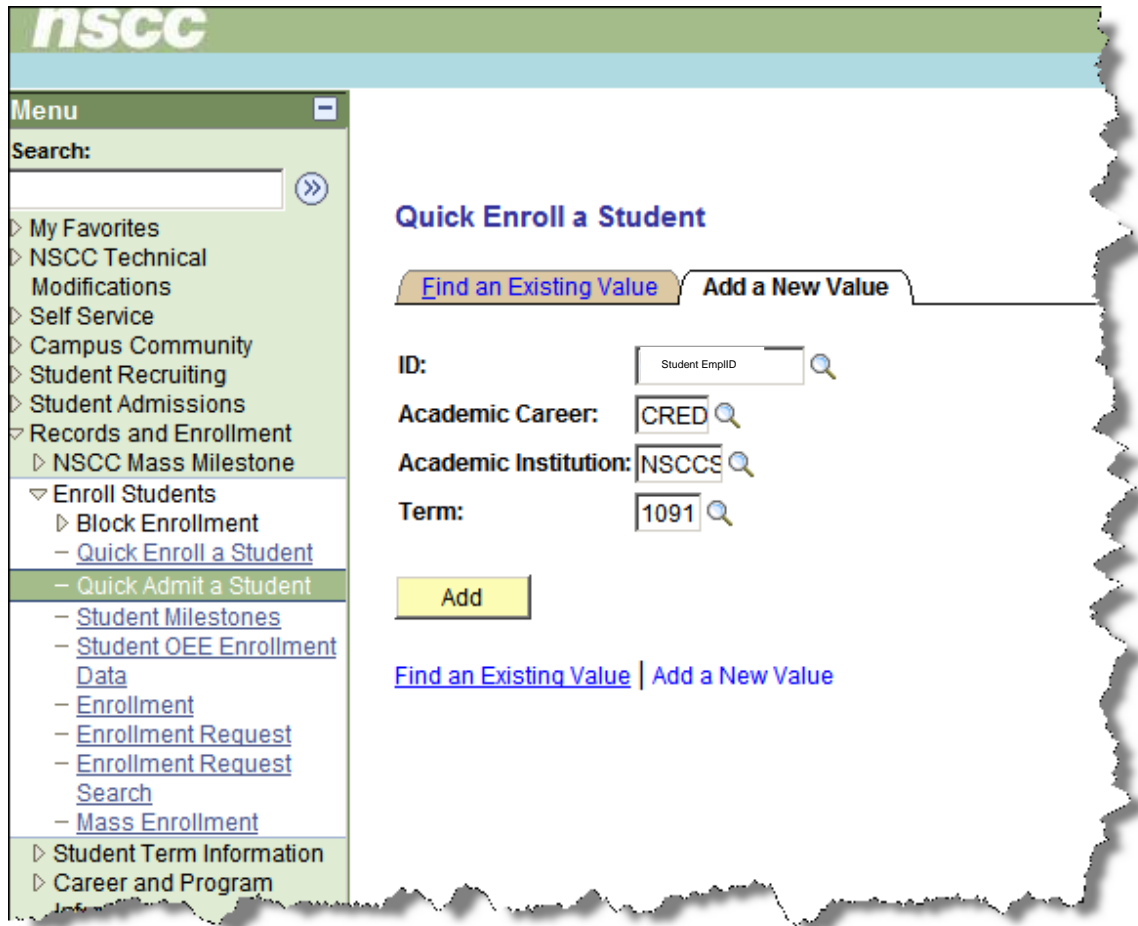 nscc
Menu
Search:
My Favorites
NSCC Technical
Modifications
Self Service
Campus Community
Student Recruiting
Student Admissions
Records and Enrollment
NSCC Mass Milestone
Enroll Students
Block Enrollment
Quick Enroll a Student
Quick Admit a Student
Student Milestones
Student OEE Enrollment
Data
Enrollment
Enrollment Request
Enrollment Request
Search
Mass Enrollment
Student Term Information
Career and Program
Quick Enroll a Student
Find an Existing Value Add a New Value
ID: Student EmplID
Academic Career: CRED
Academic Institution: NSCCS
Term: 1091
Add
Find an Existing Value | Add a New Value